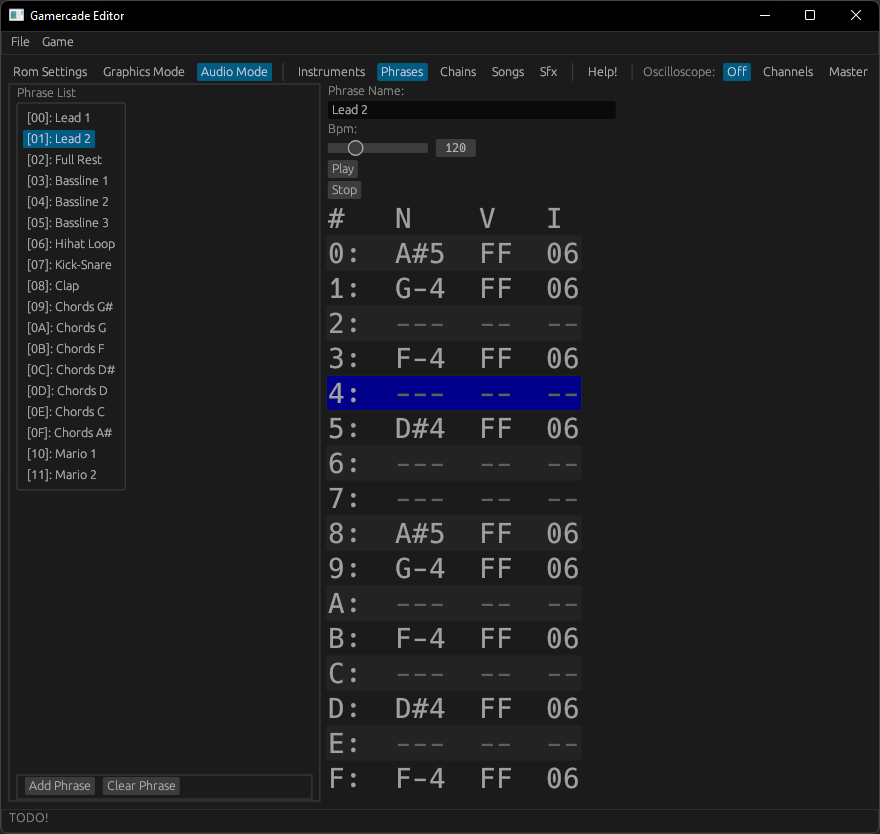 Gamercade Editor
File Game
Rom Settings Graphics Mode Audio Mode Instruments Phrases Chains Songs Sfx Help! Oscilloscope: Off Channels Master
Phrase List
[00]: Lead 1
[01]: Lead 2
[02]: Full Rest
[03]: Bassline 1
[04]: Bassline 2
[05]: Bassline 3
[06]: Hihat Loop
[07]: Kick-Snare
[08]: Clap
[09]: Chords G#
[0A]: Chords G
[0B]: Chords F
[0C]: Chords D#
[0D]: Chords D
[0E]: Chords C
[0F]: Chords A#
[10]: Mario 1
[11]: Mario 2
Add Phrase Clear Phrase
Phrase Name:
Lead 2
Bpm:
120
Play
Stop
# N V I
0: A#5 FF 06
1: G-4 FF 06
2: --- -- --
3: F-4 FF 06
4: --- -- --
5: D#4 FF 06
6: --- -- --
7: --- -- --
8: A#5 FF 06
9: G-4 FF 06
A: --- -- --
B: F-4 FF 06
C: --- -- --
D: D#4 FF 06
E: --- -- --
F: F-4 FF 06
TODO!